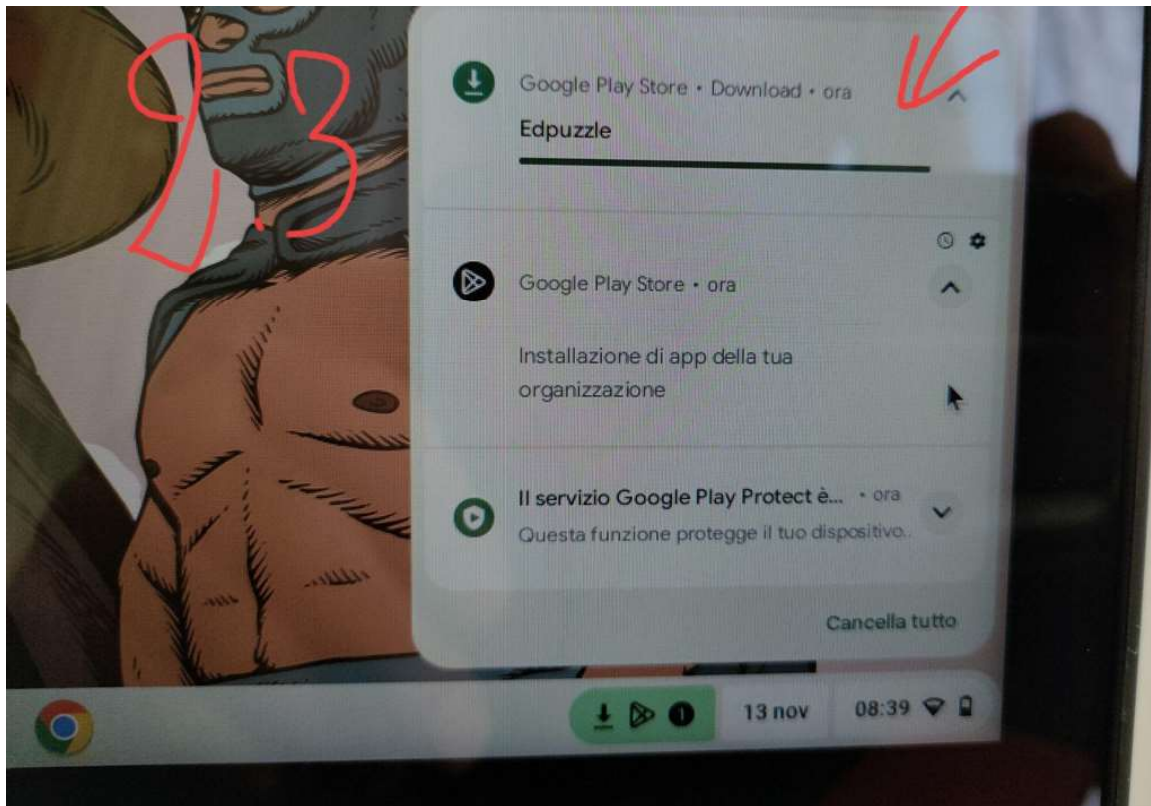 2.3
Google Play Store • Download • ora
Edpuzzle
Google Play Store • ora
Installazione di app della tua
organizzazione
Il servizio Google Play Protect è... • ora
Questa funzione protegge il tuo dispositivo..
Cancella tutto
1
13 nov
08:39